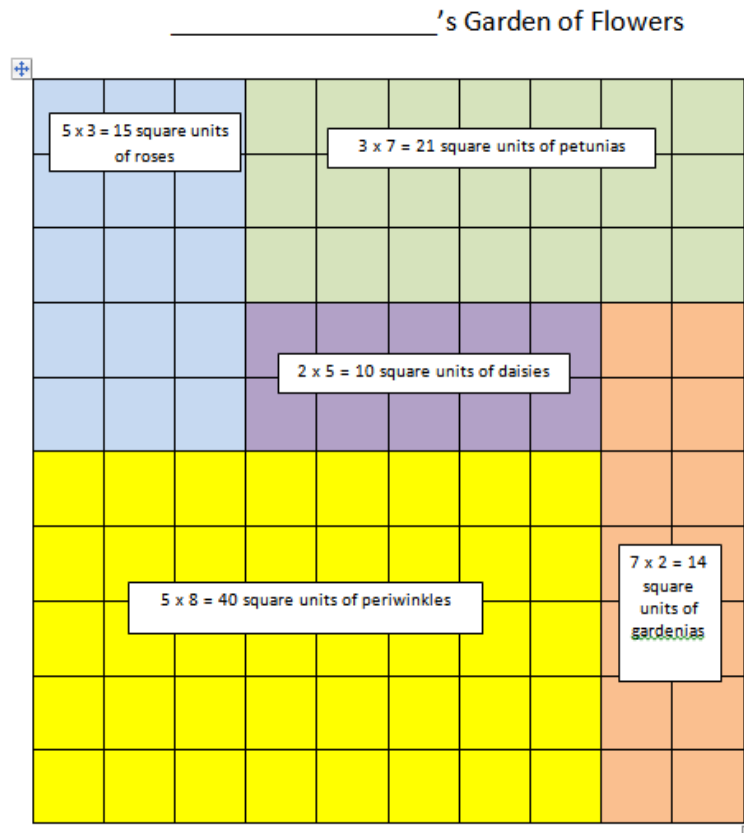 ____________________'s Garden of Flowers
5 x 3 = 15 square units
of roses
3 x 7 = 21 square units of petunias
2 x 5 = 10 square units of daisies
5 x 8 = 40 square units of periwinkles
7 x 2 = 14
square
units of
gardenias